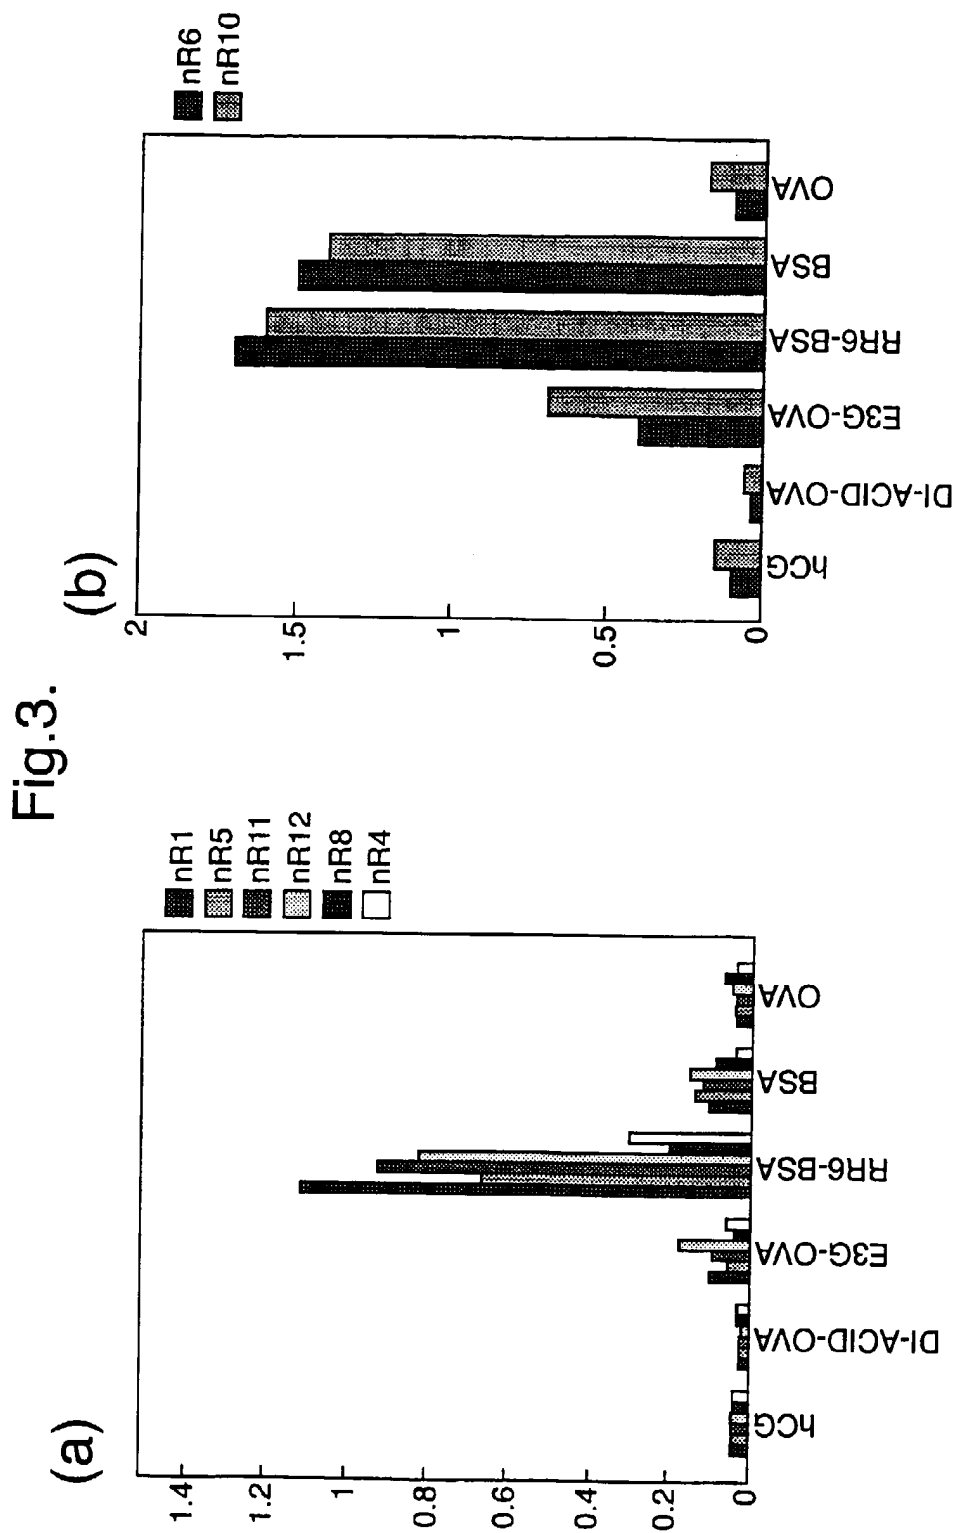 Fig.3.
(a)
1.4
1.2
1
0.8
0.6
0.4
0.2
0
hCG
DI-ACID-OVA
E3G-OVA
RR6-BSA
BSA
OVA
nR1
nR5
nR11
nR12
nR8
nR4
(b)
2
1.5
1
0.5
0
hCG
DI-ACID-OVA
E3G-OVA
RR6-BSA
BSA
OVA
nR6
nR10